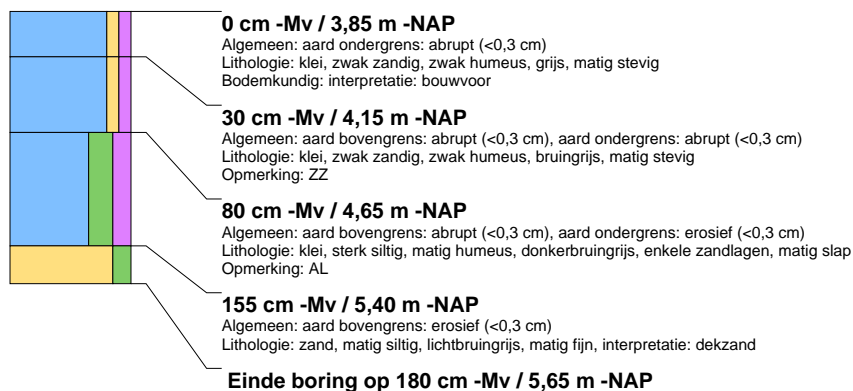 0 cm -Mv / 3,85 m -NAP
Algemeen: aard ondergrens: abrupt (<0,3 cm)
Lithologie: klei, zwak zandig, zwak humeus, grijs, matig stevig
Bodemkundig: interpretatie: bouwvoor
30 cm -Mv / 4,15 m -NAP
Algemeen: aard bovengrens: abrupt (<0,3 cm), aard ondergrens: abrupt (<0,3 cm)
Lithologie: klei, zwak zandig, zwak humeus, bruingrijs, matig stevig
Opmerking: ZZ
80 cm -Mv / 4,65 m -NAP
Algemeen: aard bovengrens: abrupt (<0,3 cm), aard ondergrens: erosief (<0,3 cm)
Lithologie: klei, sterk siltig, matig humeus, donkerbruingrijs, enkele zandlagen, matig slap
Opmerking: AL
155 cm -Mv / 5,40 m -NAP
Algemeen: aard bovengrens: erosief (<0,3 cm)
Lithologie: zand, matig siltig, lichtbruingrijs, matig fijn, interpretatie: dekzand
Einde boring op 180 cm -Mv / 5,65 m -NAP